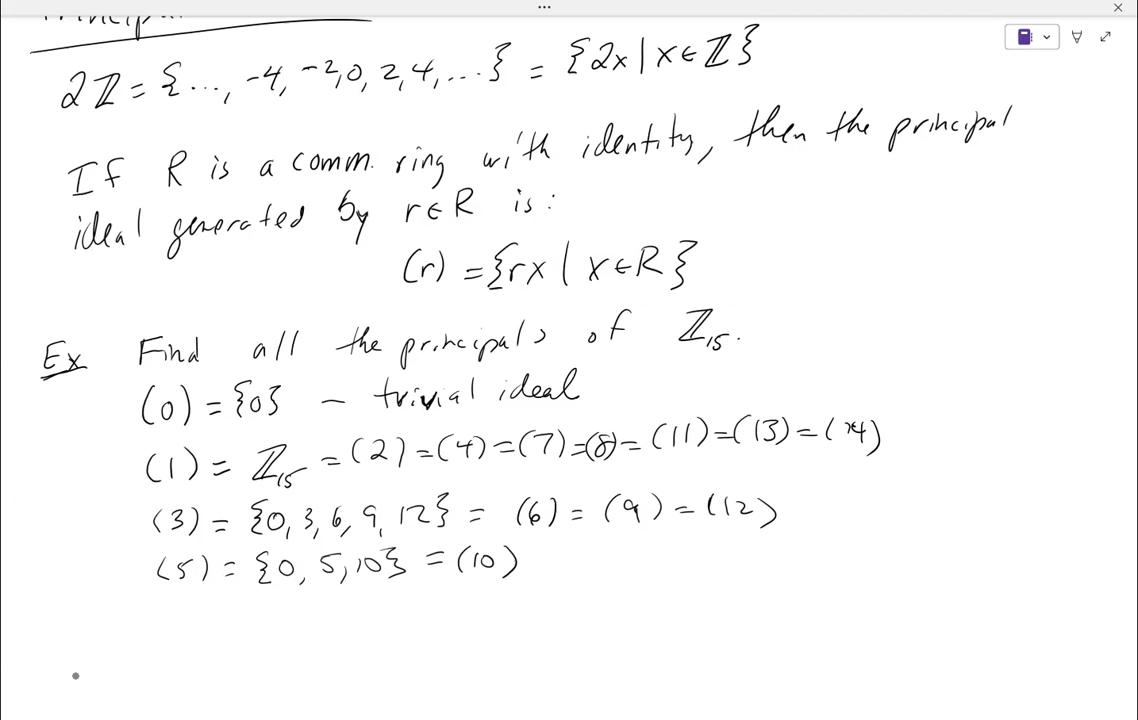 2ℤ = {..., -4, -2, 0, 2, 4, ...} = {2x | x ∈ ℤ}
If R is a comm. ring with identity, then the principal
ideal generated by r ∈ R is:
(r) = {rx | x ∈ R}
Ex Find all the principals of ℤ₁₅.
(0) = {0} – trivial ideal
(1) = ℤ₁₅ = (2) = (4) = (7) = (8) = (11) = (13) = (14)
(3) = {0, 3, 6, 9, 12} = (6) = (9) = (12)
(5) = {0, 5, 10} = (10)